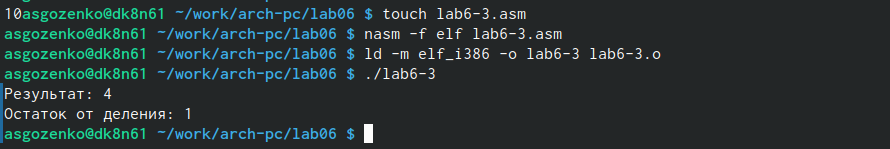 10asgozenko@dk8n61 ~/work/arch-pc/lab06 $ touch lab6-3.asm
asgozenko@dk8n61 ~/work/arch-pc/lab06 $ nasm -f elf lab6-3.asm
asgozenko@dk8n61 ~/work/arch-pc/lab06 $ ld -m elf_i386 -o lab6-3 lab6-3.o
asgozenko@dk8n61 ~/work/arch-pc/lab06 $ ./lab6-3
Результат: 4
Остаток от деления: 1
asgozenko@dk8n61 ~/work/arch-pc/lab06 $